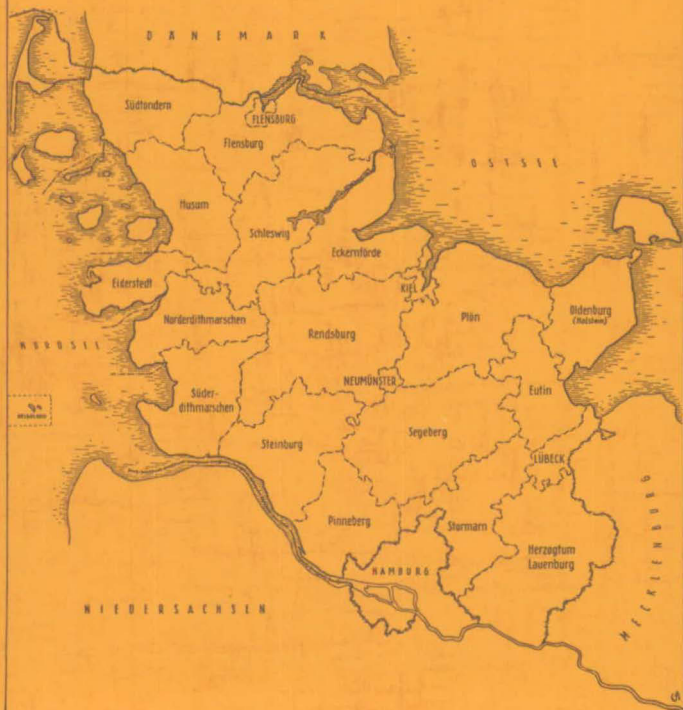 DÄNEMARK
Südtondern
FLENSBURG
Flensburg
OSTSEE
Husum
Schleswig
Eckernförde
Eiderstedt
KIEL
Oldenburg
(Holstein)
Norderdithmarschen
Plön
Rendsburg
NORDSEE
NEUMÜNSTER
Eutin
Süder-
dithmarschen
HELGOLAND
Segeberg
Steinburg
LÜBECK
Pinneberg
Stormarn
Herzogtum
Lauenburg
HAMBURG
MECKLENBURG
NIEDERSACHSEN